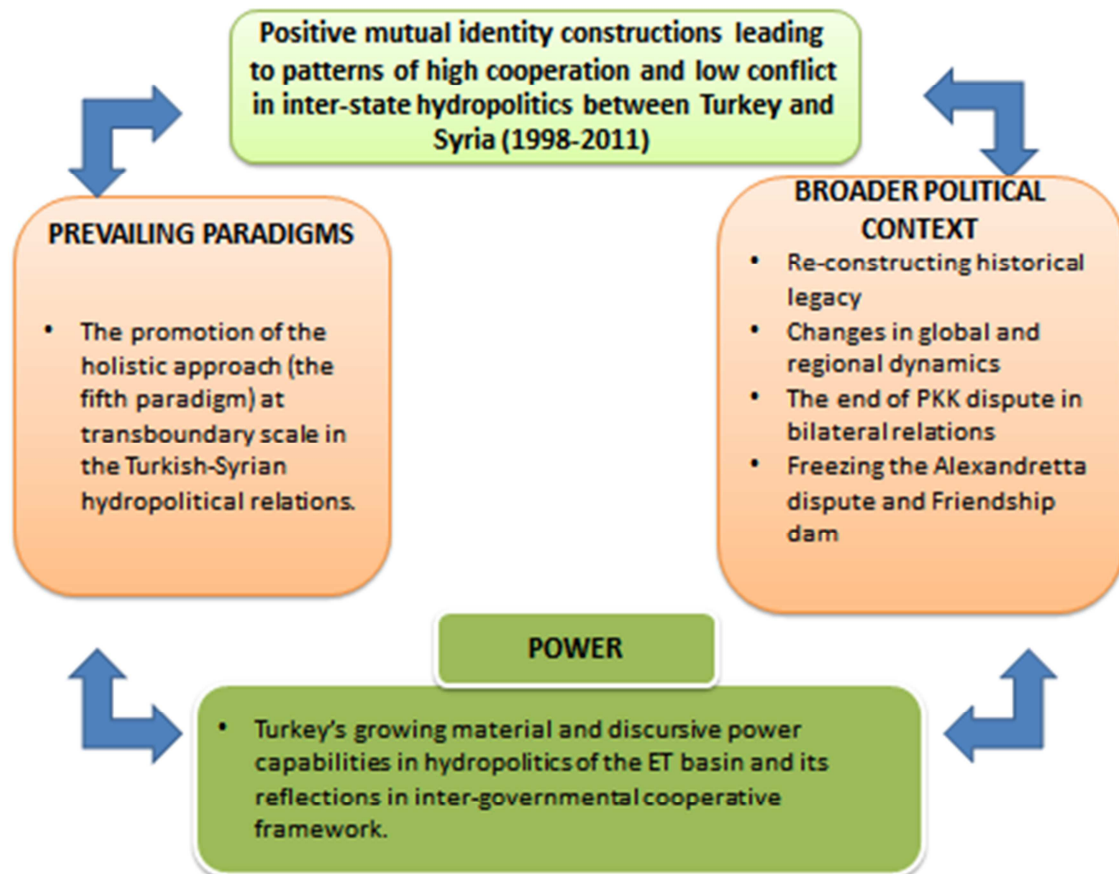 Positive mutual identity constructions leading
to patterns of high cooperation and low conflict
in inter-state hydropolitics between Turkey and
Syria (1998-2011)
PREVAILING PARADIGMS
• The promotion of the
holistic approach (the
fifth paradigm) at
transboundary scale in
the Turkish-Syrian
hydropolitical relations.
BROADER POLITICAL
CONTEXT
• Re-constructing historical
legacy
• Changes in global and
regional dynamics
• The end of PKK dispute in
bilateral relations
• Freezing the Alexandretta
dispute and Friendship
dam
POWER
• Turkey's growing material and discursive power
capabilities in hydropolitics of the ET basin and its
reflections in inter-governmental cooperative
framework.